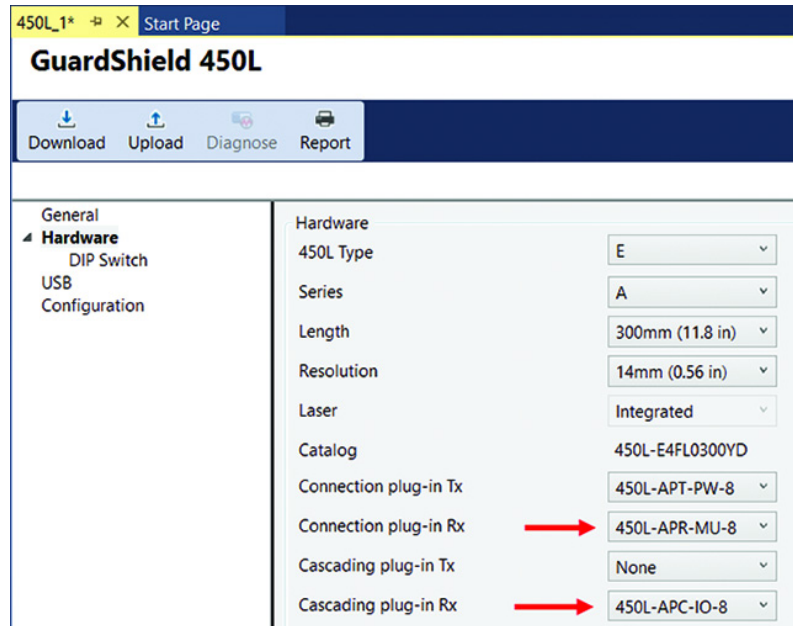 450L_1*
Start Page
GuardShield 450L
Download Upload Diagnose Report
General
Hardware
DIP Switch
USB
Configuration
Hardware
450L Type E
Series A
Length 300mm (11.8 in)
Resolution 14mm (0.56 in)
Laser Integrated
Catalog 450L-E4FL0300YD
Connection plug-in Tx 450L-APT-PW-8
Connection plug-in Rx 450L-APR-MU-8
Cascading plug-in Tx None
Cascading plug-in Rx 450L-APC-IO-8